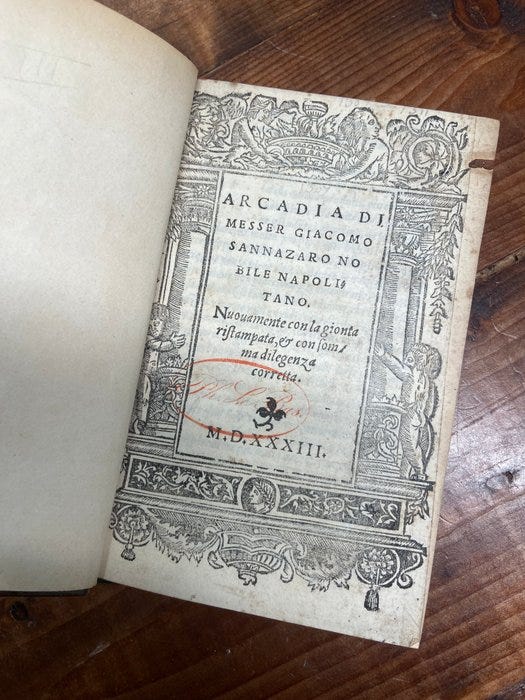 ARCADIA DI
MESSER GIACOMO
SANNAZARO NO
BILE NAPOLI⸗
TANO.
Nuouamente con la gionta
ristampata, & con som⸗
ma dilegenza
corretta.
M.D.XXXIII.